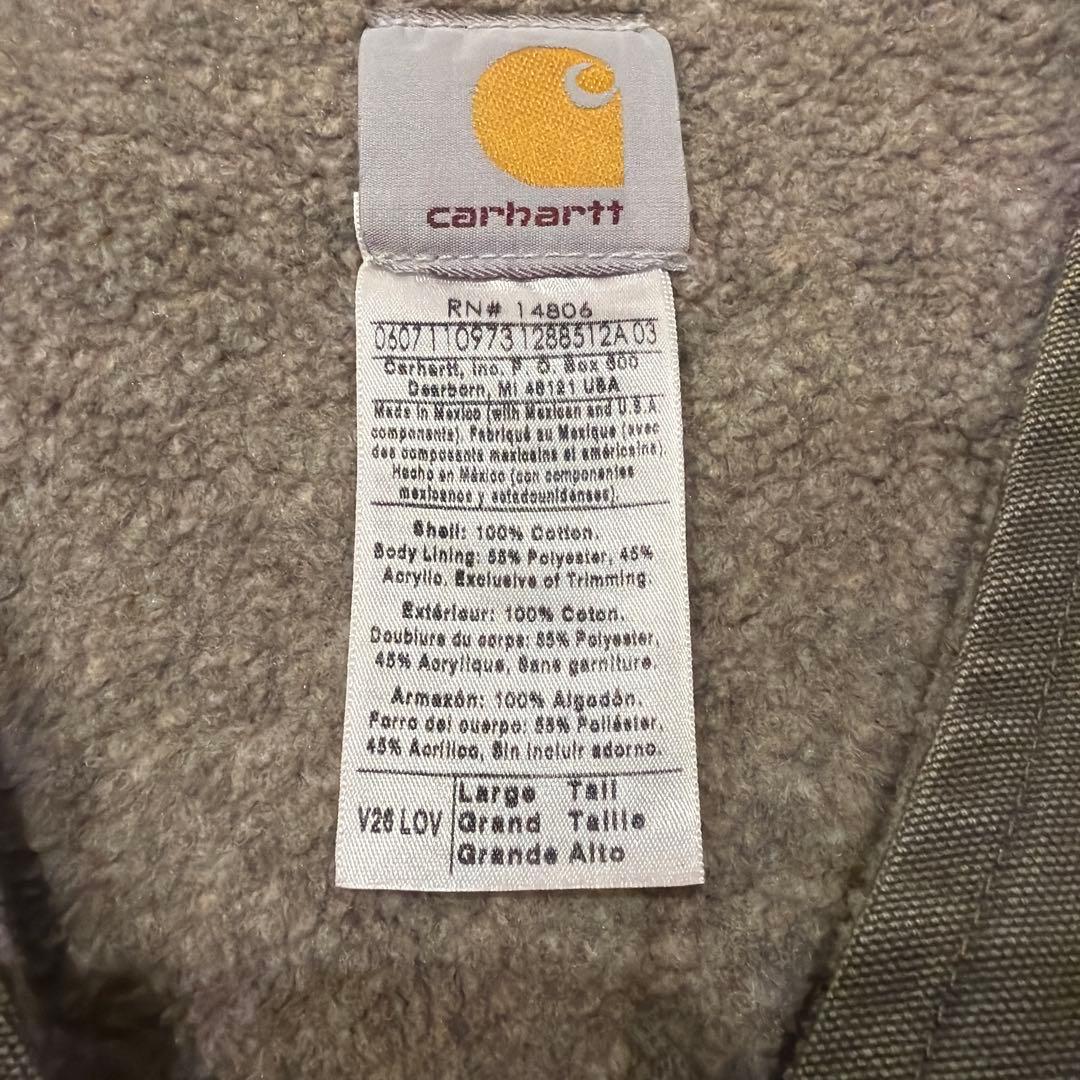 carhartt
RN# 14806
06071109731288512A 03
Carhartt, Inc. P. O. Box 600
Dearborn, MI 48121 USA
Made in Mexico (with Mexican and U.S.A.
components). Fabriqué au Mexique (avec
des composants mexicains et américains).
Hecho en México (con componentes
mexicanos y estadounidenses).
Shell: 100% Cotton.
Body Lining: 55% Polyester, 45%
Acrylic. Exclusive of Trimming.
Extérieur: 100% Coton.
Doublure du corps: 55% Polyester,
45% Acrylique, Sans garniture.
Armazón: 100% Algodón.
Forro del cuerpo: 55% Poliéster,
45% Acrílico, Sin incluir adorno.
V26 LOV
Large Tall
Grand Taille
Grande Alto